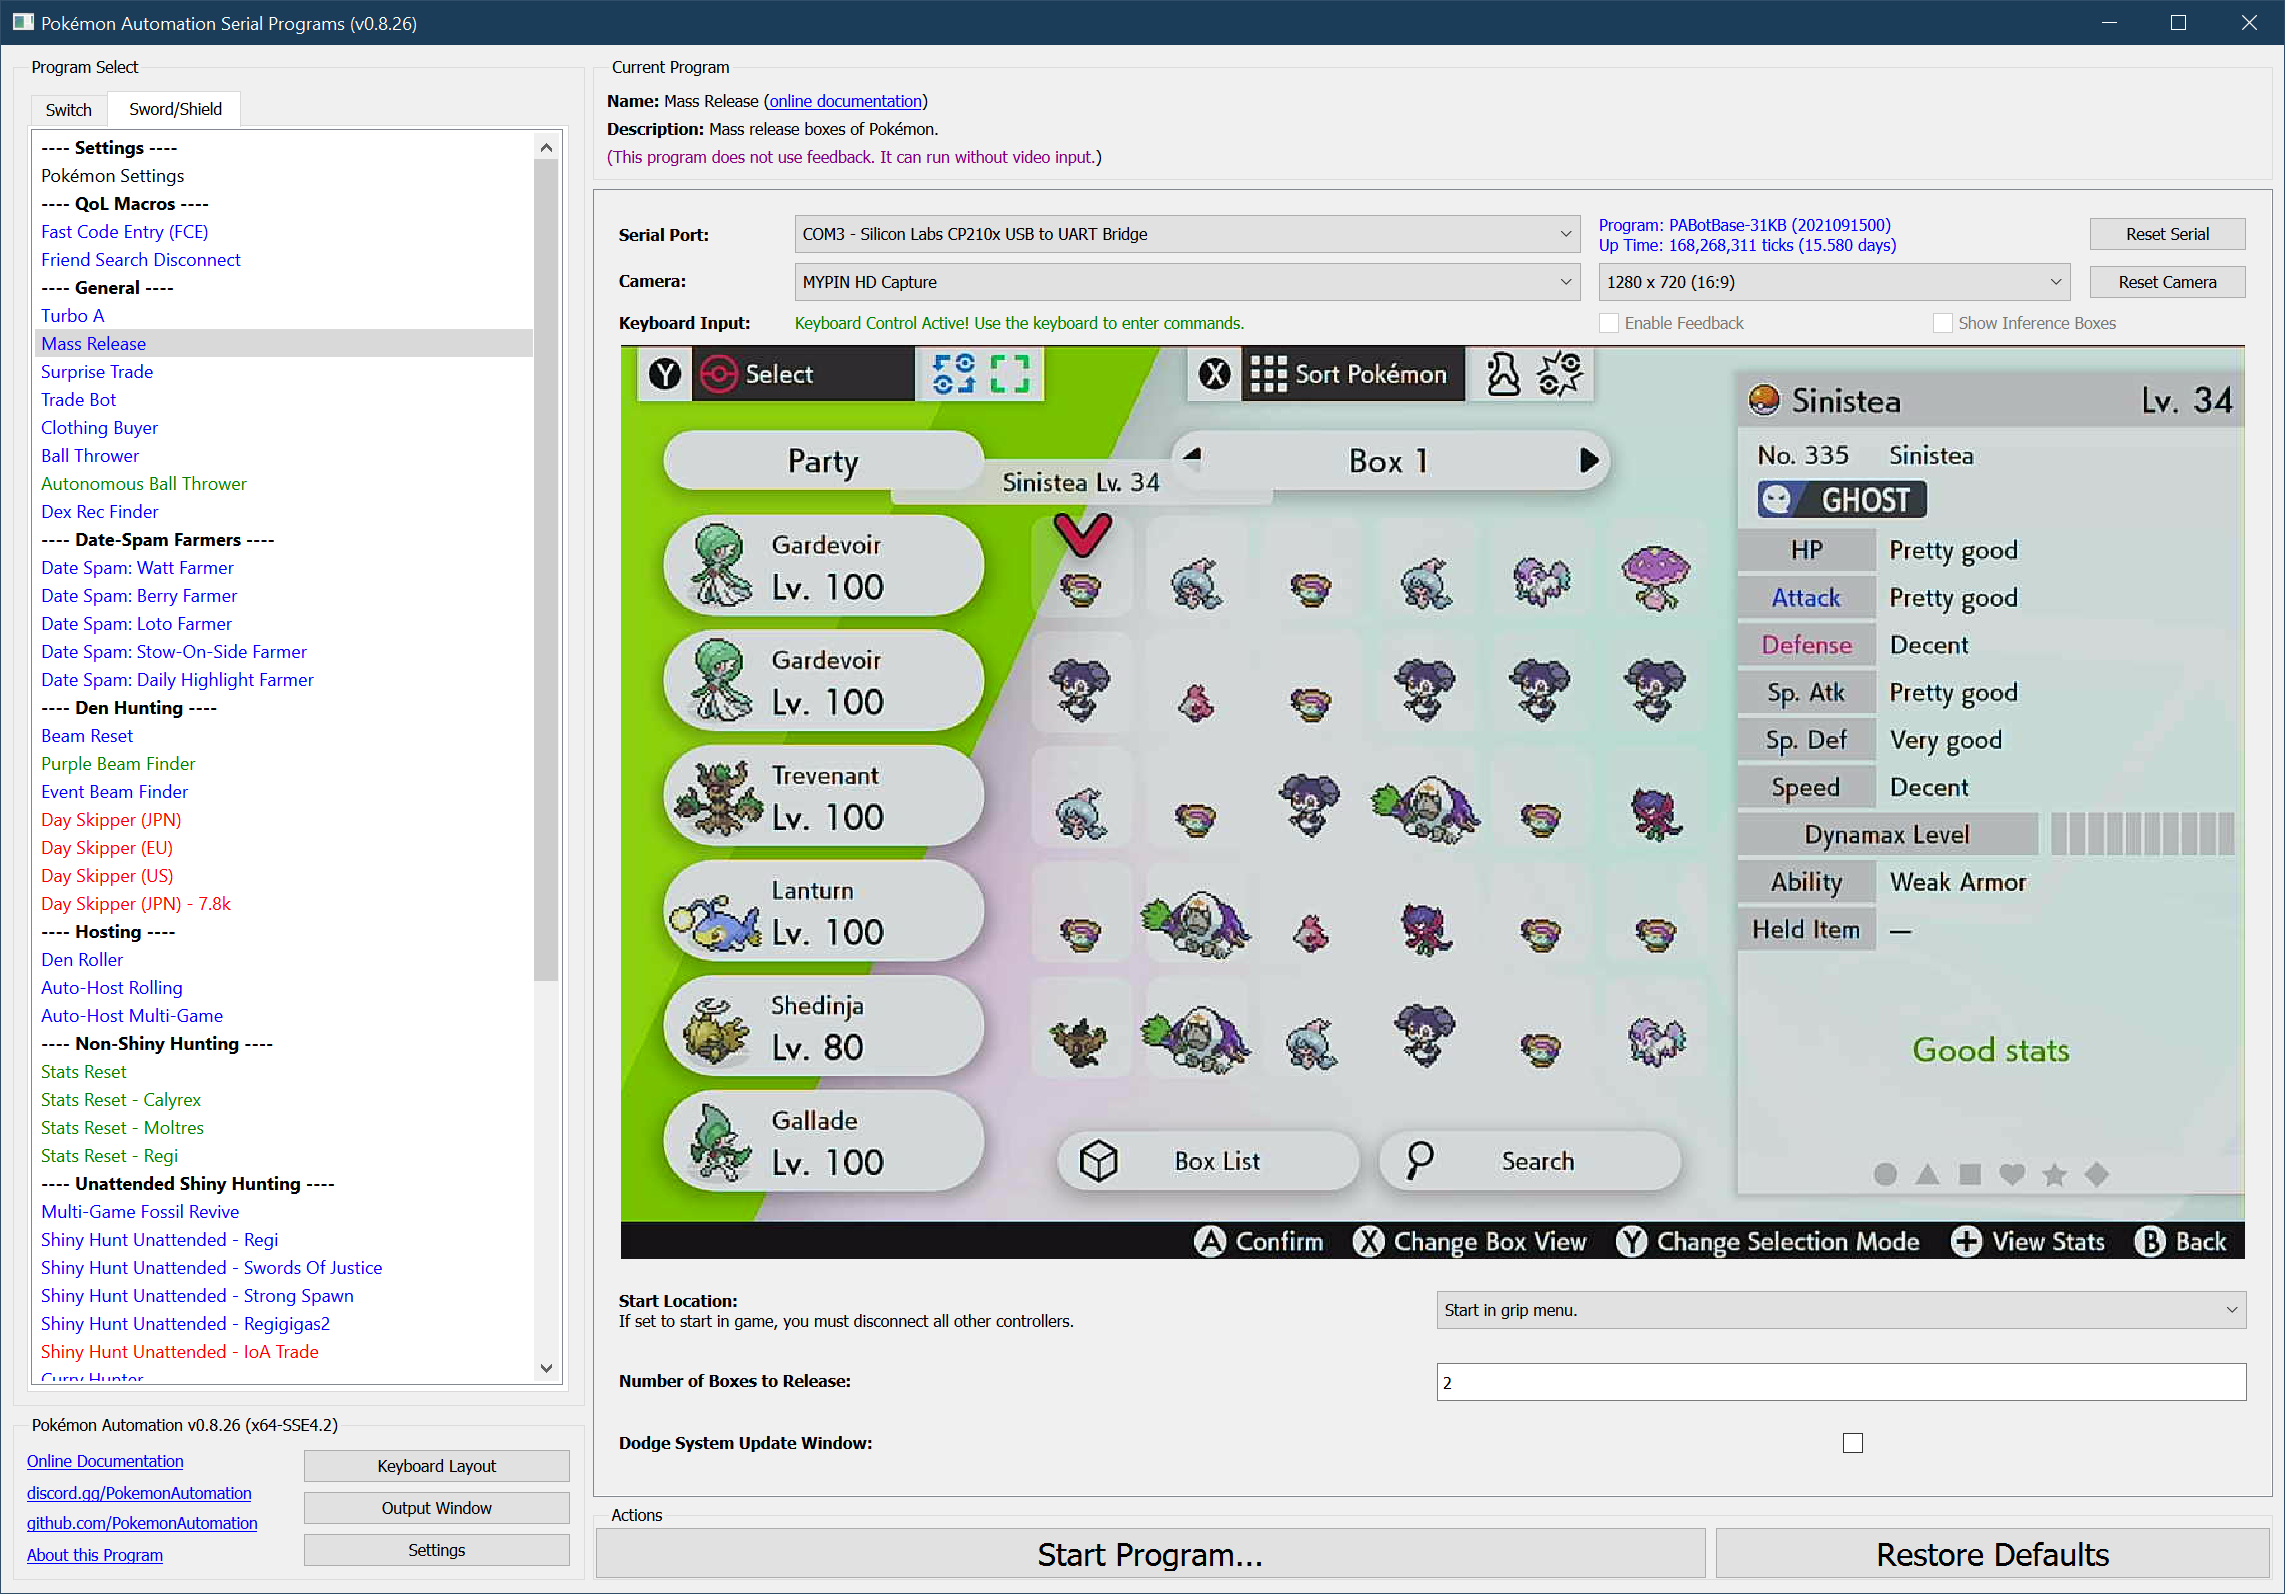 Pokémon Automation Serial Programs (v0.8.26)
Program Select
Switch
Sword/Shield
---- Settings ----
Pokémon Settings
---- QoL Macros ----
Fast Code Entry (FCE)
Friend Search Disconnect
---- General ----
Turbo A
Mass Release
Surprise Trade
Trade Bot
Clothing Buyer
Ball Thrower
Autonomous Ball Thrower
Dex Rec Finder
---- Date-Spam Farmers ----
Date Spam: Watt Farmer
Date Spam: Berry Farmer
Date Spam: Loto Farmer
Date Spam: Stow-On-Side Farmer
Date Spam: Daily Highlight Farmer
---- Den Hunting ----
Beam Reset
Purple Beam Finder
Event Beam Finder
Day Skipper (JPN)
Day Skipper (EU)
Day Skipper (US)
Day Skipper (JPN) - 7.8k
---- Hosting ----
Den Roller
Auto-Host Rolling
Auto-Host Multi-Game
---- Non-Shiny Hunting ----
Stats Reset
Stats Reset - Calyrex
Stats Reset - Moltres
Stats Reset - Regi
---- Unattended Shiny Hunting ----
Multi-Game Fossil Revive
Shiny Hunt Unattended - Regi
Shiny Hunt Unattended - Swords Of Justice
Shiny Hunt Unattended - Strong Spawn
Shiny Hunt Unattended - Regigigas2
Shiny Hunt Unattended - IoA Trade
Curry Hunter
Pokémon Automation v0.8.26 (x64-SSE4.2)
Online Documentation
discord.gg/PokemonAutomation
github.com/PokemonAutomation
About this Program
Keyboard Layout
Output Window
Settings
Current Program
Name: Mass Release (online documentation)
Description: Mass release boxes of Pokémon.
(This program does not use feedback. It can run without video input.)
Serial Port:
COM3 - Silicon Labs CP210x USB to UART Bridge
Program: PABotBase-31KB (2021091500)
Up Time: 168,268,311 ticks (15.580 days)
Reset Serial
Camera:
MYPIN HD Capture
1280 x 720 (16:9)
Reset Camera
Keyboard Input:
Keyboard Control Active! Use the keyboard to enter commands.
Enable Feedback
Show Inference Boxes
Y Select
X Sort Pokémon
Party
Sinistea Lv. 34
Box 1
Gardevoir
Lv. 100
Gardevoir
Lv. 100
Trevenant
Lv. 100
Lanturn
Lv. 100
Shedinja
Lv. 80
Gallade
Lv. 100
Box List
Search
Sinistea Lv. 34
No. 335 Sinistea
GHOST
HP Pretty good
Attack Pretty good
Defense Decent
Sp. Atk Pretty good
Sp. Def Very good
Speed Decent
Dynamax Level
Ability Weak Armor
Held Item —
Good stats
A Confirm X Change Box View Y Change Selection Mode + View Stats B Back
Start Location:
If set to start in game, you must disconnect all other controllers.
Start in grip menu.
Number of Boxes to Release:
2
Dodge System Update Window:
Actions
Start Program...
Restore Defaults